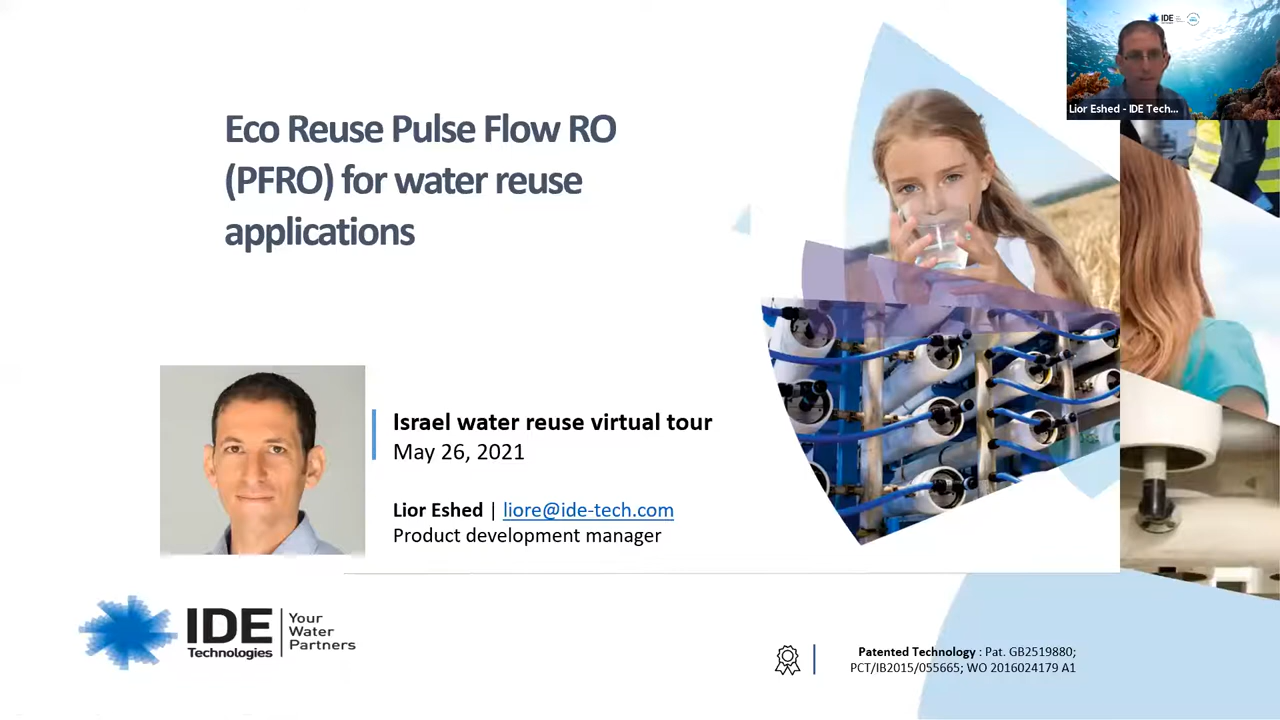 Eco Reuse Pulse Flow RO
(PFRO) for water reuse
applications
IDE
Lior Eshed - IDE Tech...
Israel water reuse virtual tour
May 26, 2021
Lior Eshed | liore@ide-tech.com
Product development manager
IDE
Technologies
Your
Water
Partners
Patented Technology : Pat. GB2519880;
PCT/IB2015/055665; WO 2016024179 A1